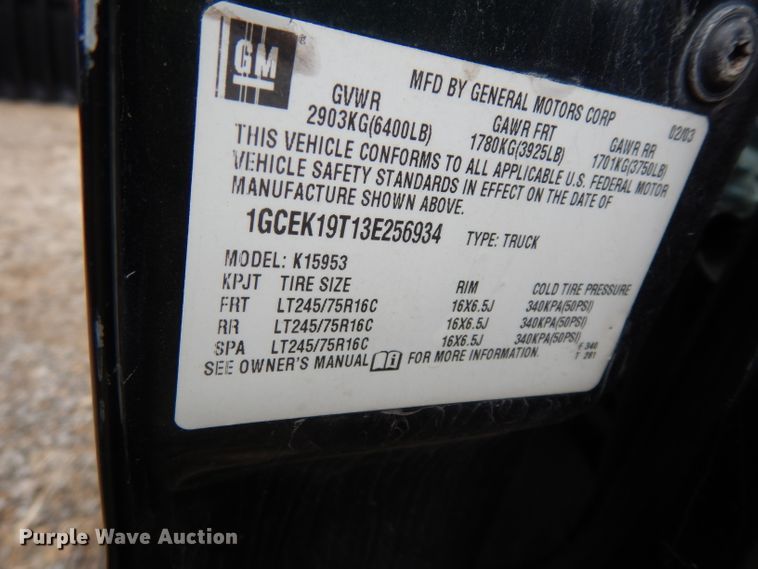 GM
MFD BY GENERAL MOTORS CORP 02/03
GVWR GAWR FRT GAWR RR
2903KG(6400LB) 1780KG(3925LB) 1701KG(3750LB)
THIS VEHICLE CONFORMS TO ALL APPLICABLE U.S. FEDERAL MOTOR
VEHICLE SAFETY STANDARDS IN EFFECT ON THE DATE OF
MANUFACTURE SHOWN ABOVE.
1GCEK19T13E256934 TYPE: TRUCK
MODEL: K15953
KPJT TIRE SIZE RIM COLD TIRE PRESSURE
FRT LT245/75R16C 16X6.5J 340KPA(50PSI)
RR LT245/75R16C 16X6.5J 340KPA(50PSI)
SPA LT245/75R16C 16X6.5J 340KPA(50PSI)
SEE OWNER'S MANUAL FOR MORE INFORMATION.
F 340
T 281
Purple Wave Auction